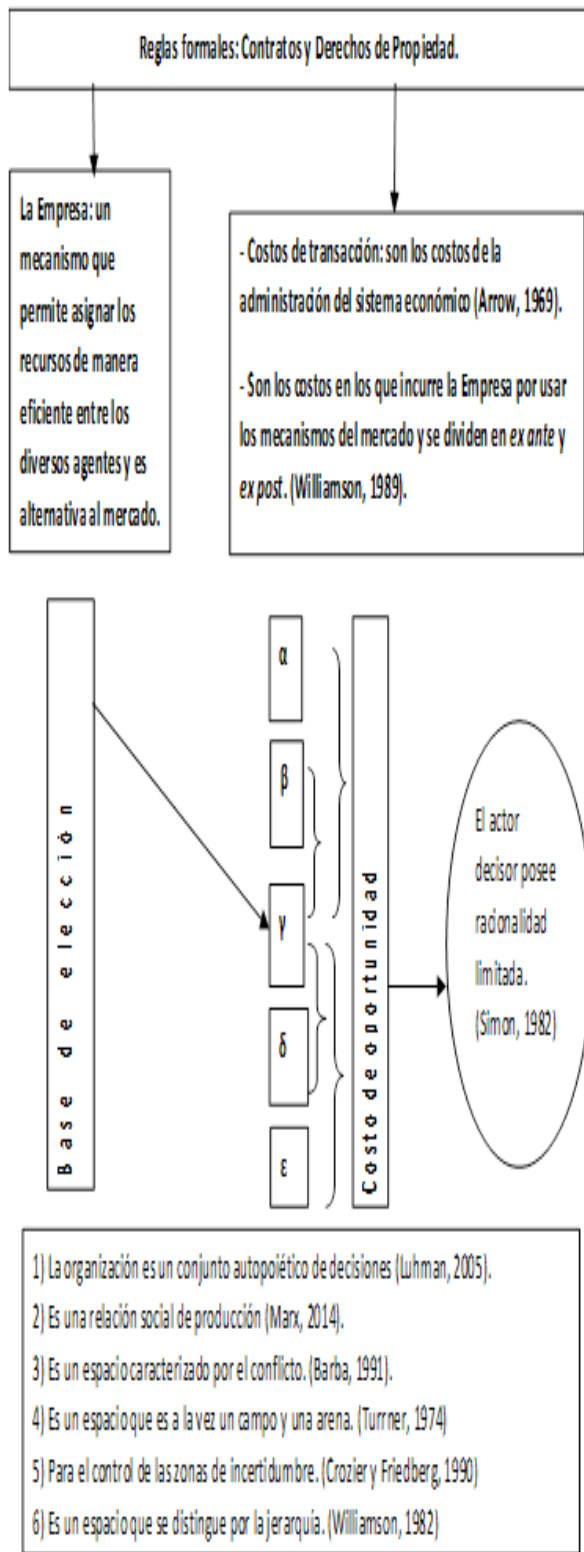 Reglas formales: Contratos y Derechos de Propiedad.
La Empresa: un
mecanismo que
permite asignar los
recursos de manera
eficiente entre los
diversos agentes y es
alternativa al mercado.
- Costos de transacción: son los costos de la
administración del sistema económico (Arrow, 1969).
- Son los costos en los que incurre la Empresa por usar
los mecanismos del mercado y se dividen en ex ante y
ex post. (Williamson, 1989).
Base de elección
α
β
γ
δ
ε
Costo de oportunidad
El actor
decisor posee
racionalidad
limitada.
(Simon, 1982)
1) La organización es un conjunto autopoiético de decisiones (Luhman, 2005).
2) Es una relación social de producción (Marx, 2014).
3) Es un espacio caracterizado por el conflicto. (Barba, 1991).
4) Es un espacio que es a la vez un campo y una arena. (Turrner, 1974)
5) Para el control de las zonas de incertidumbre. (Crozier y Friedberg, 1990)
6) Es un espacio que se distingue por la jerarquía. (Williamson, 1982)